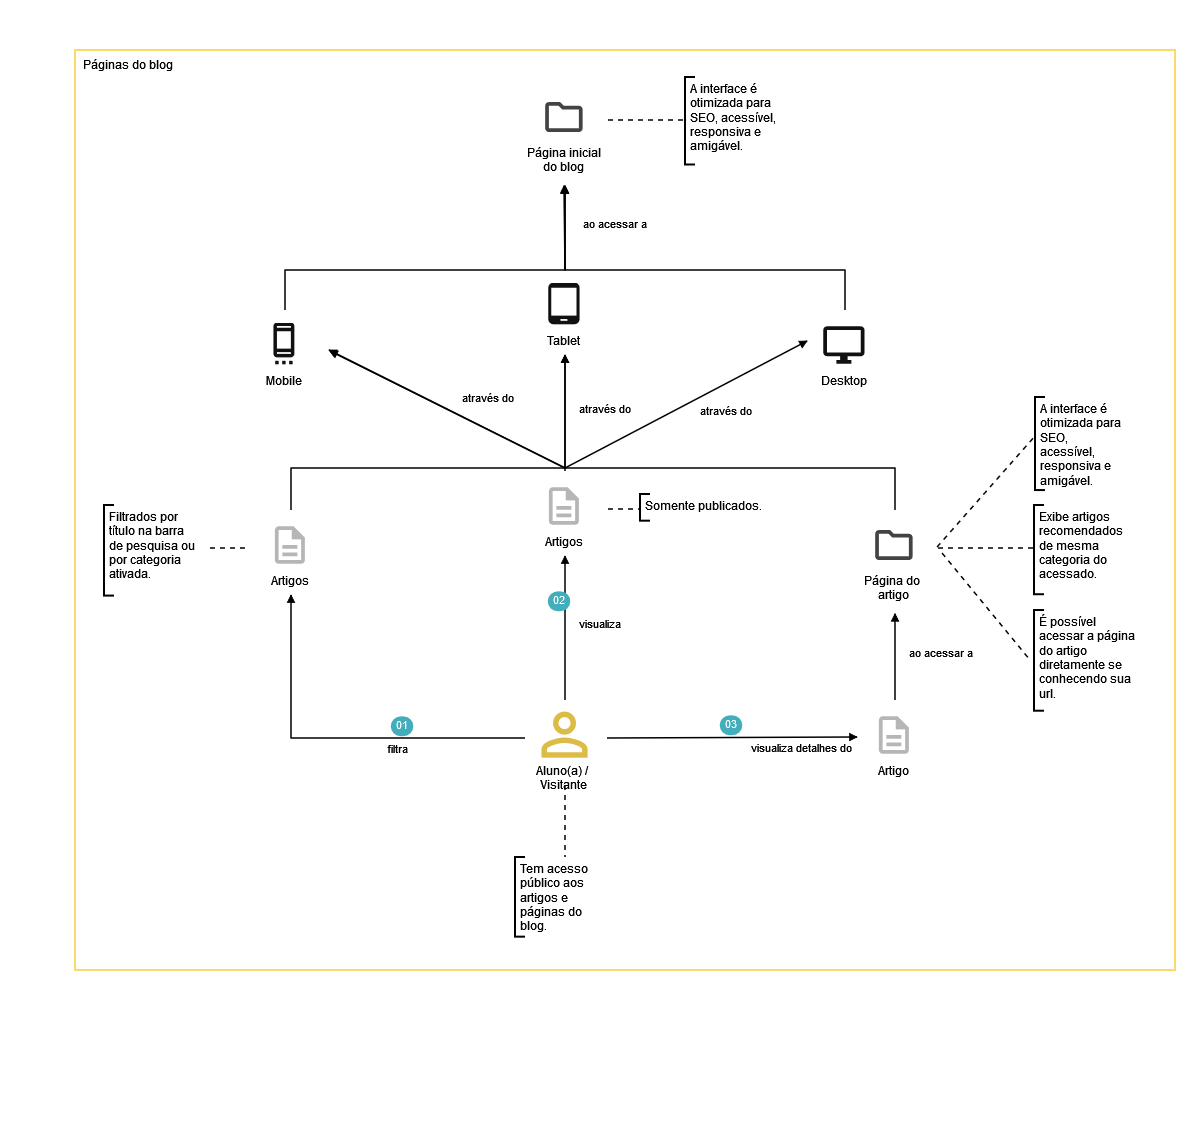 Páginas do blog
A interface é
otimizada para
SEO, acessível,
responsiva e
amigável.
Página inicial
do blog
ao acessar a
Tablet
Mobile
Desktop
através do
através do
através do
A interface é
otimizada para
SEO,
acessível,
responsiva e
amigável.
Filtrados por
título na barra
de pesquisa ou
por categoria
ativada.
Artigos
Somente publicados.
Artigos
Página do
artigo
Exibe artigos
recomendados
de mesma
categoria do
acessado.
02
visualiza
ao acessar a
É possível
acessar a página
do artigo
diretamente se
conhecendo sua
url.
01
filtra
03
visualiza detalhes do
Aluno(a) /
Visitante
Artigo
Tem acesso
público aos
artigos e
páginas do
blog.